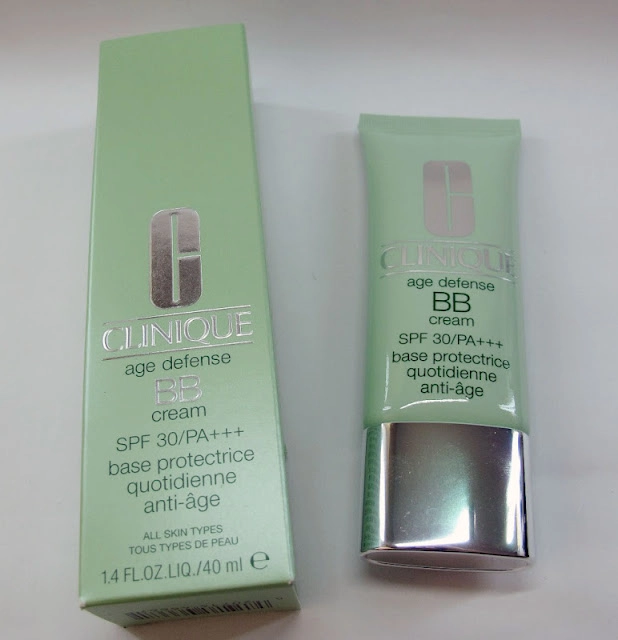 C
CLINIQUE
age defense
BB
cream
SPF 30/PA+++
base protectrice
quotidienne
anti-âge
ALL SKIN TYPES
TOUS TYPES DE PEAU
1.4 FL.OZ.LIQ./40 ml ℮
C
CLINIQUE
age defense
BB
cream
SPF 30/PA+++
base protectrice
quotidienne
anti-âge